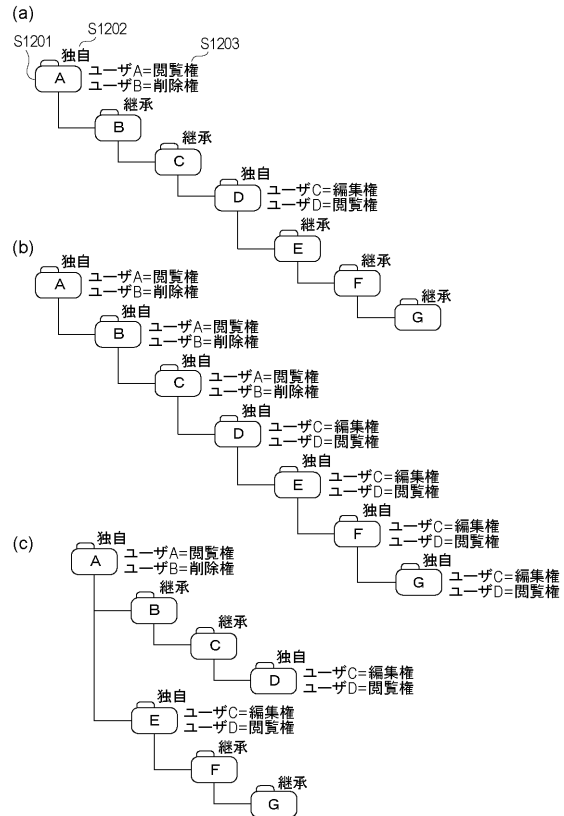 (a)
S1201
S1202
S1203
独自
A
ユーザA=閲覧権
ユーザB=削除権
継承
B
継承
C
独自
D
ユーザC=編集権
ユーザD=閲覧権
継承
E
継承
F
継承
G
(b)
独自
A
ユーザA=閲覧権
ユーザB=削除権
独自
B
ユーザA=閲覧権
ユーザB=削除権
独自
C
ユーザA=閲覧権
ユーザB=削除権
独自
D
ユーザC=編集権
ユーザD=閲覧権
独自
E
ユーザC=編集権
ユーザD=閲覧権
独自
F
ユーザC=編集権
ユーザD=閲覧権
独自
G
ユーザC=編集権
ユーザD=閲覧権
(c)
独自
A
ユーザA=閲覧権
ユーザB=削除権
継承
B
継承
C
独自
D
ユーザC=編集権
ユーザD=閲覧権
独自
E
ユーザC=編集権
ユーザD=閲覧権
継承
F
継承
G